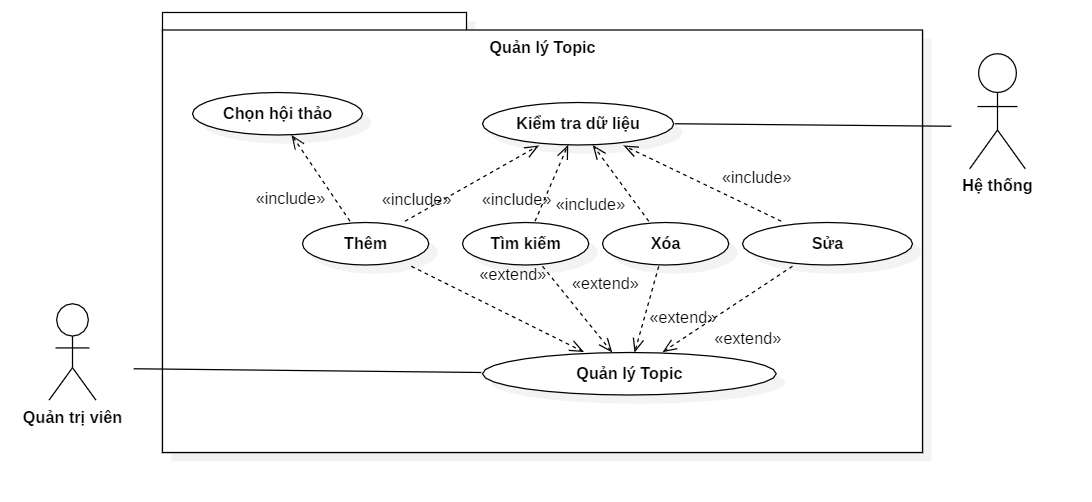 Quản lý Topic
Chọn hội thảo
Kiểm tra dữ liệu
Hệ thống
«include»
«include»
«include»
«include»
«include»
Thêm
Tìm kiếm
Xóa
Sửa
«extend»
«extend»
«extend»
«extend»
Quản lý Topic
Quản trị viên